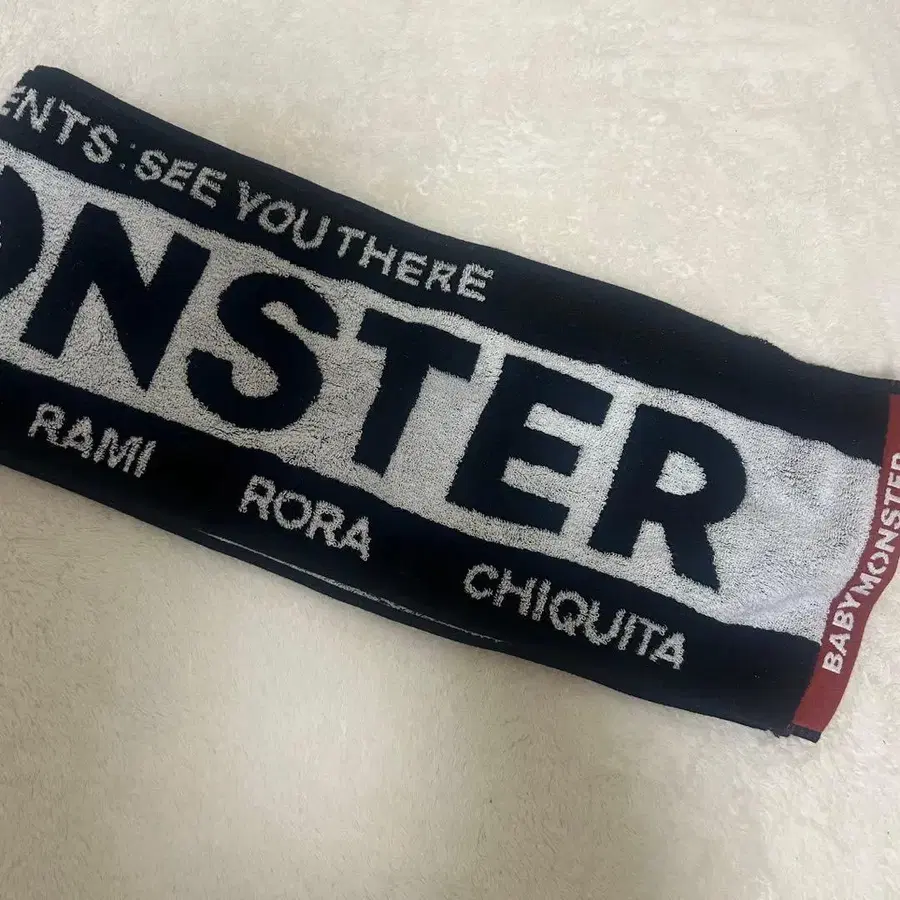 ENTS : SEE YOU THERE
ONSTER
RAMI RORA CHIQUITA
BABYMONSTER